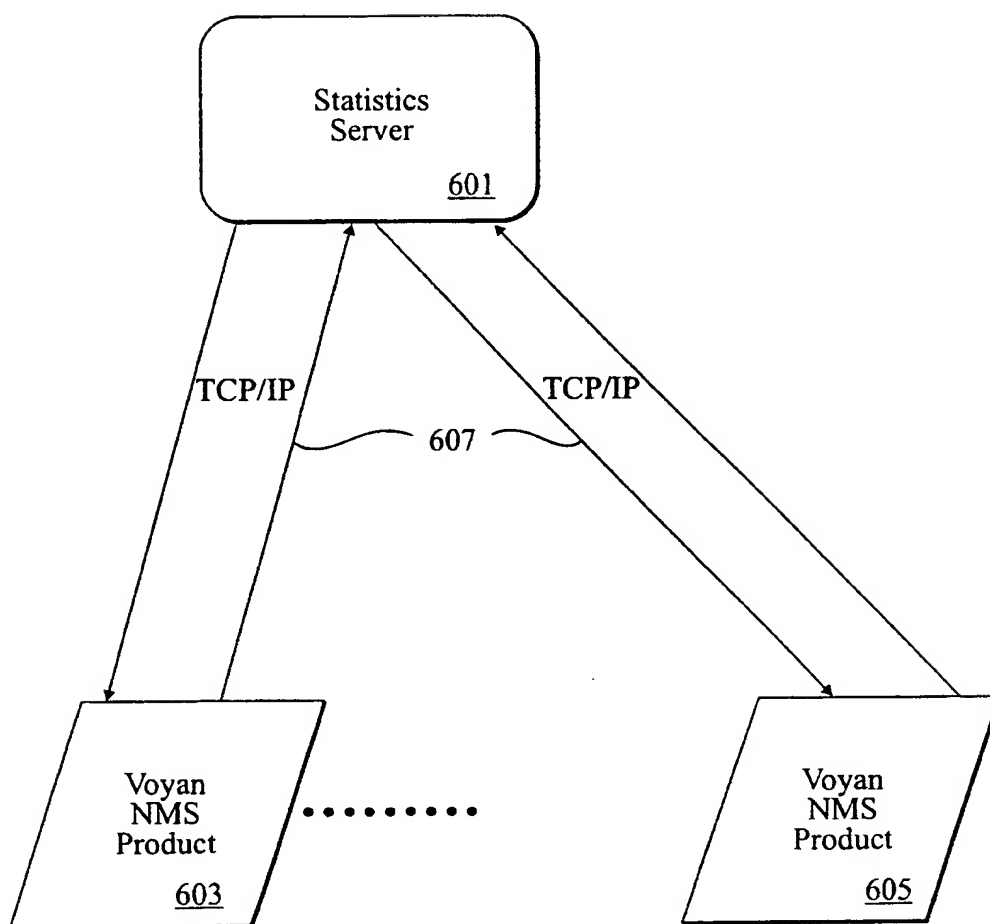 Statistics
Server
601
TCP/IP
TCP/IP
607
Voyan
NMS
Product
603
Voyan
NMS
Product
605